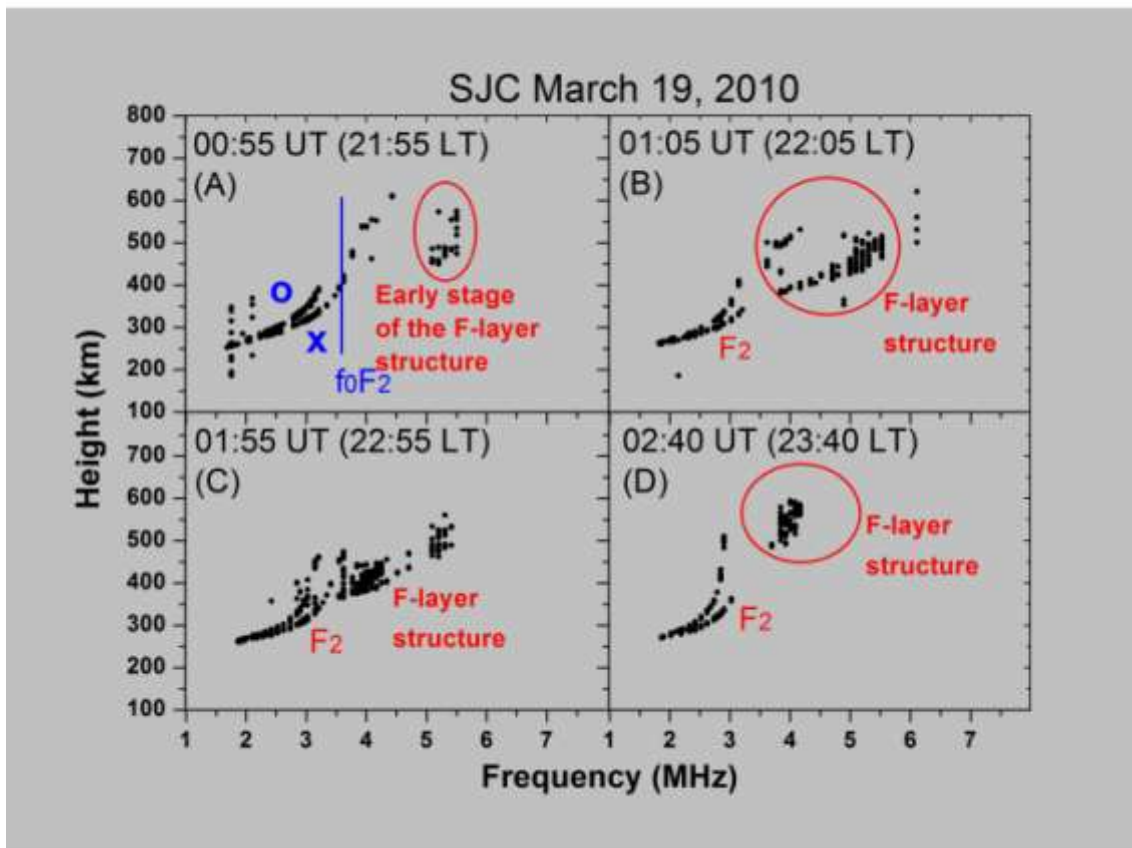 SJC March 19, 2010
Height (km)
800
700
600
500
400
300
200
100
00:55 UT (21:55 LT)
(A)
O
X
f0F2
Early stage
of the F-layer
structure
01:05 UT (22:05 LT)
(B)
F2
F-layer
structure
700
600
500
400
300
200
100
01:55 UT (22:55 LT)
(C)
F2
F-layer
structure
02:40 UT (23:40 LT)
(D)
F2
F-layer
structure
1 2 3 4 5 6 7 1 2 3 4 5 6 7
Frequency (MHz)